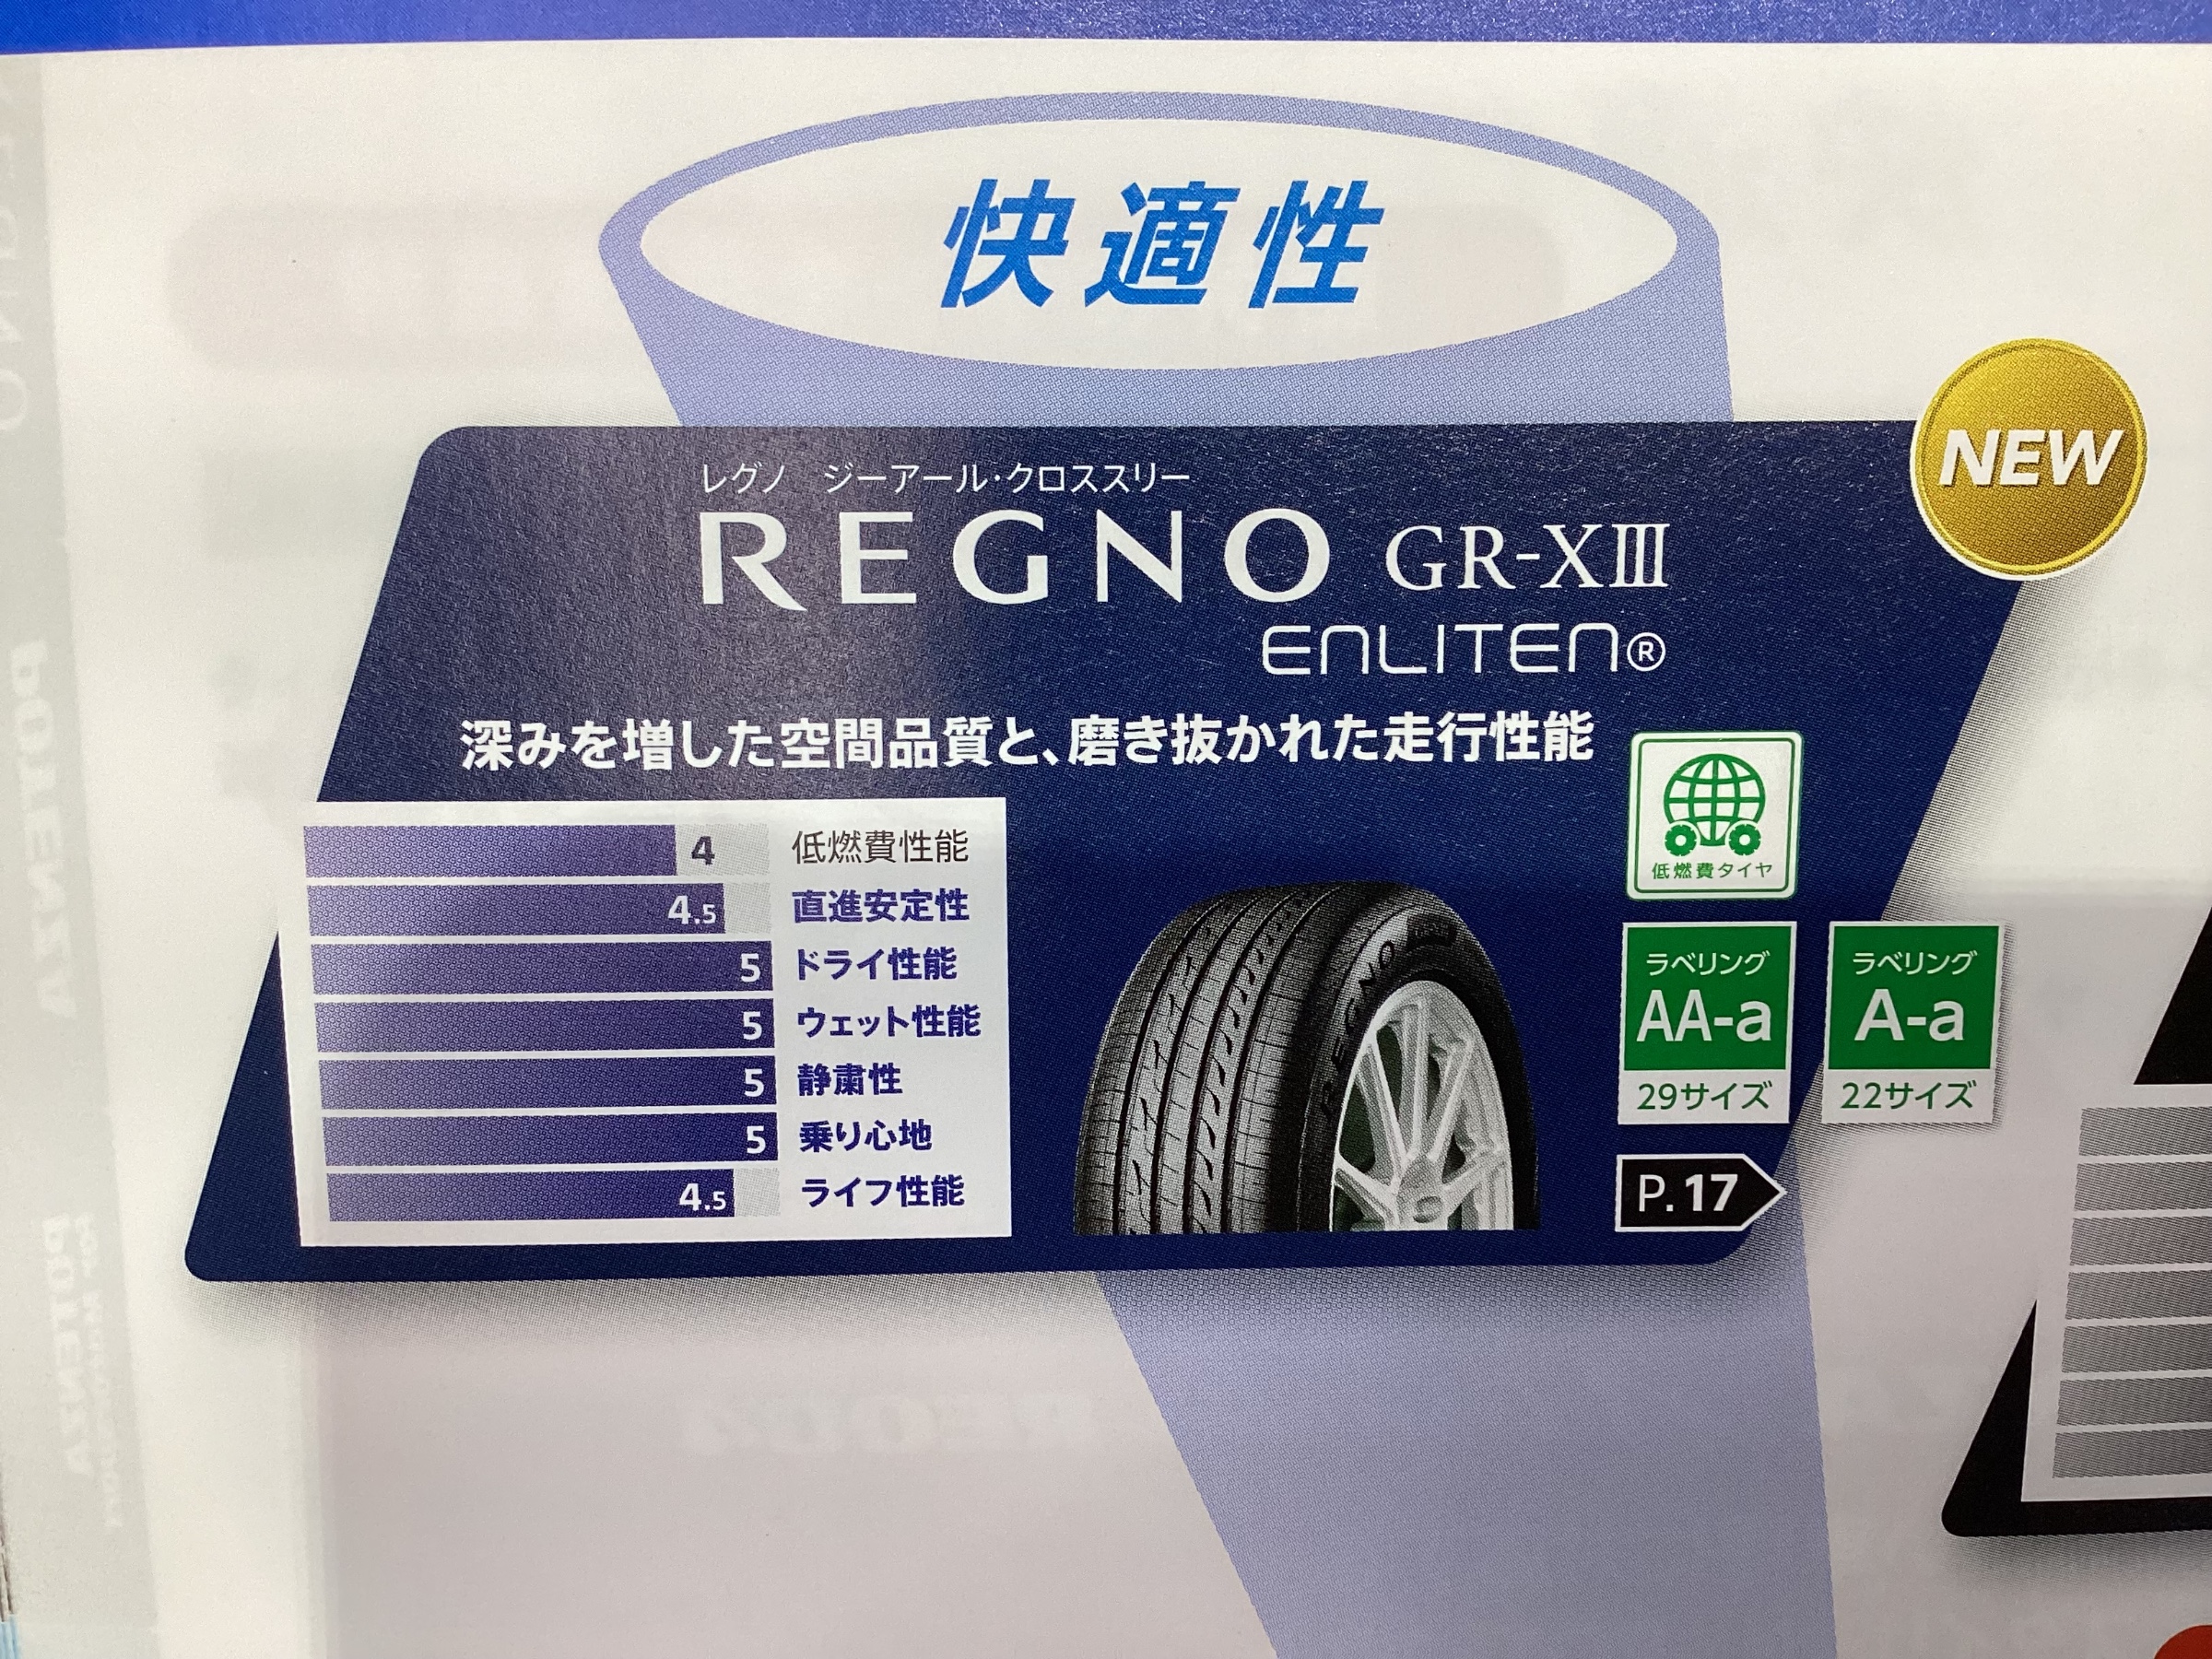 快適性
NEW
レグノ ジーアール・クロススリー
REGNO GR-XⅢ
ENLITEN®
深みを増した空間品質と、磨き抜かれた走行性能
4 低燃費性能
4.5 直進安定性
5 ドライ性能
5 ウェット性能
5 静粛性
5 乗り心地
4.5 ライフ性能
REGNO
低燃費タイヤ
ラベリング
AA-a
29サイズ
ラベリング
A-a
22サイズ
P.17